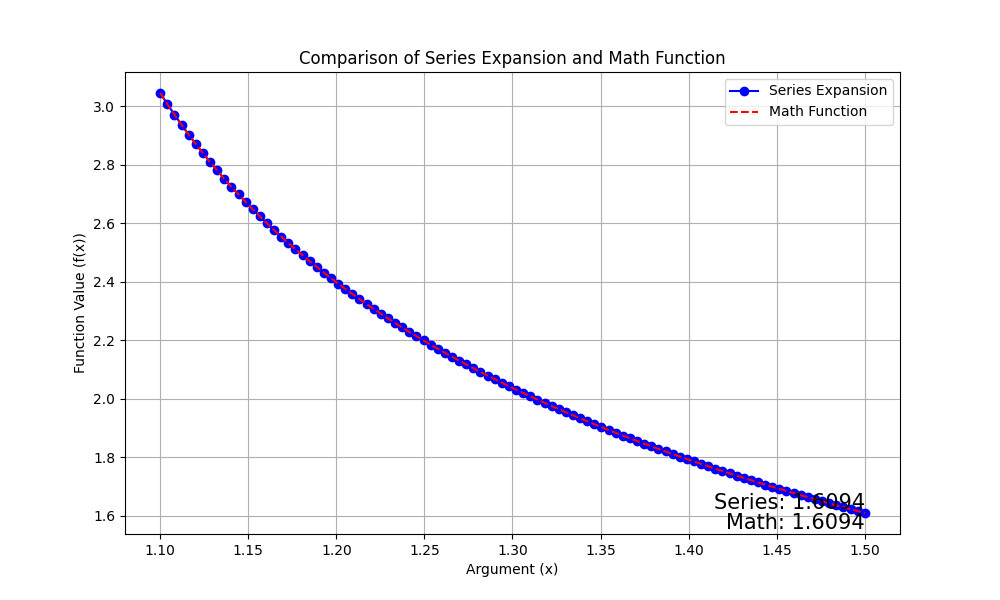 Comparison of Series Expansion and Math Function
Series Expansion
Math Function
Function Value (f(x))
3.0
2.8
2.6
2.4
2.2
2.0
1.8
1.6
Series: 1.6094
Math: 1.6094
1.10 1.15 1.20 1.25 1.30 1.35 1.40 1.45 1.50
Argument (x)